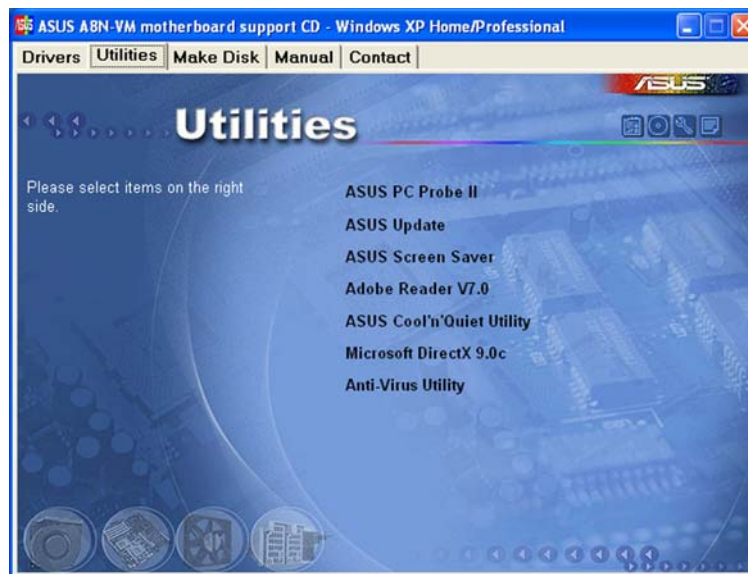 ASUS A8N-VM motherboard support CD - Windows XP Home/Professional
Drivers Utilities Make Disk Manual Contact
ASUS
Utilities
Please select items on the right
side.
ASUS PC Probe II
ASUS Update
ASUS Screen Saver
Adobe Reader V7.0
ASUS Cool'n'Quiet Utility
Microsoft DirectX 9.0c
Anti-Virus Utility